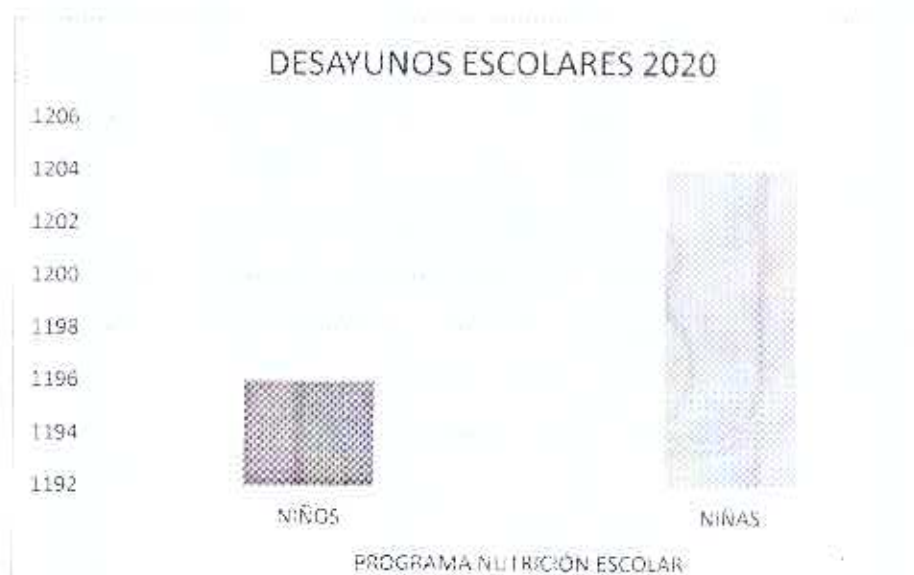 DESAYUNOS ESCOLARES 2020
1206
1204
1202
1200
1198
1196
1194
1192
NIÑOS
NIÑAS
PROGRAMA NUTRICIÓN ESCOLAR